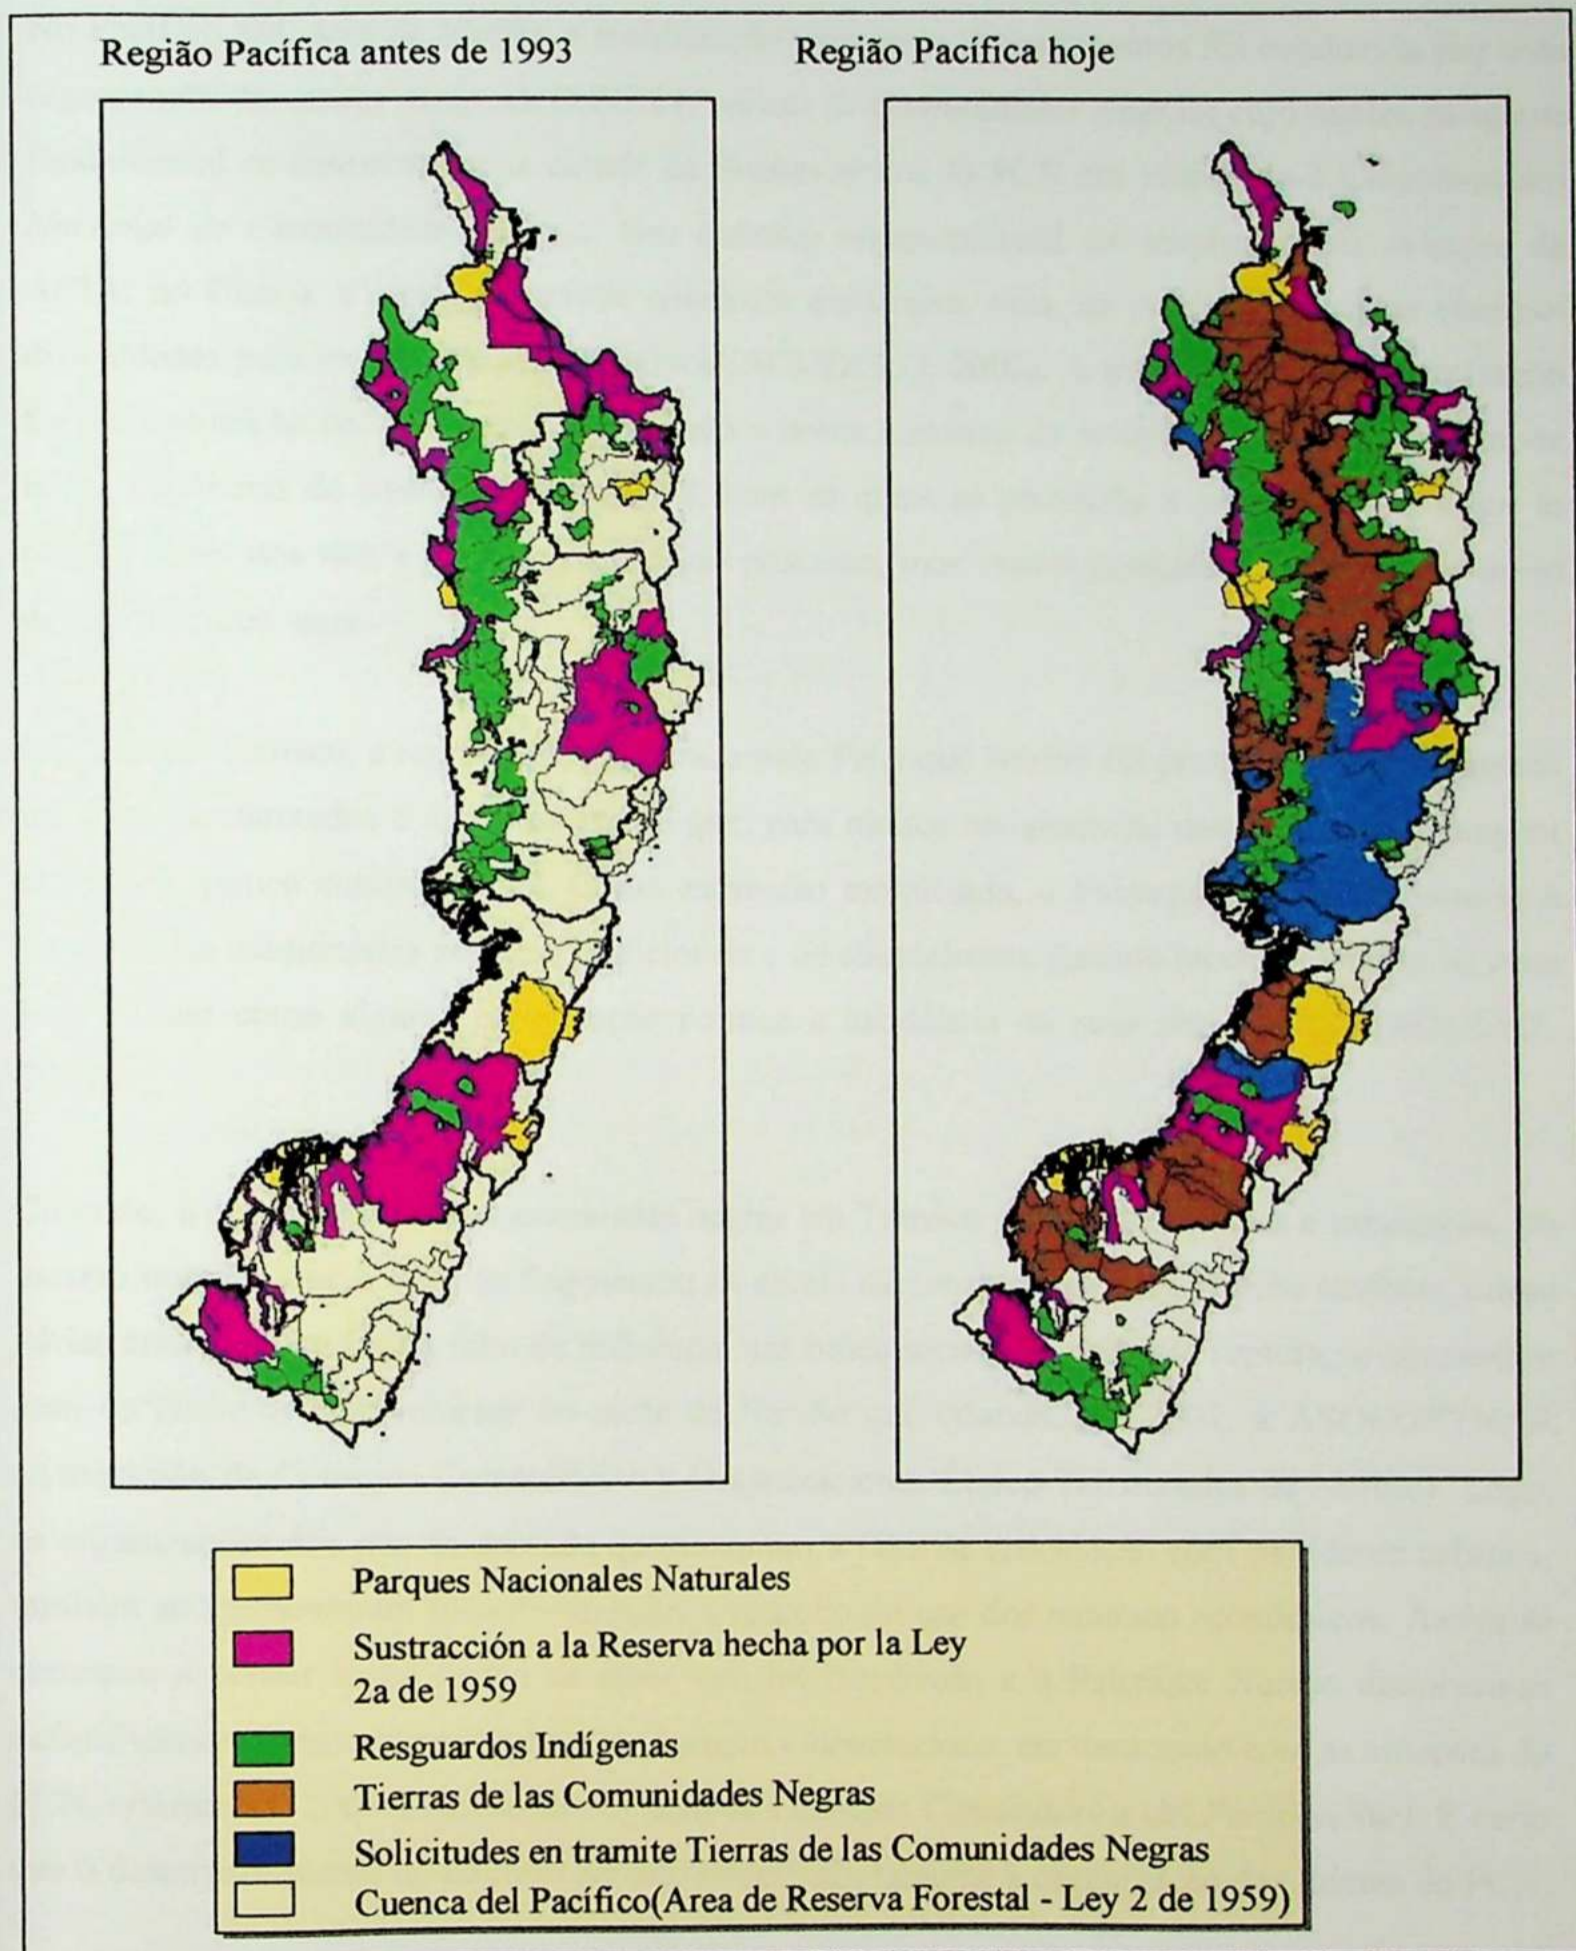 Região Pacífica antes de 1993
Região Pacífica hoje
Parques Nacionales Naturales
Sustracción a la Reserva hecha por la Ley
2a de 1959
Resguardos Indígenas
Tierras de las Comunidades Negras
Solicitudes en tramite Tierras de las Comunidades Negras
Cuenca del Pacífico(Area de Reserva Forestal - Ley 2 de 1959)